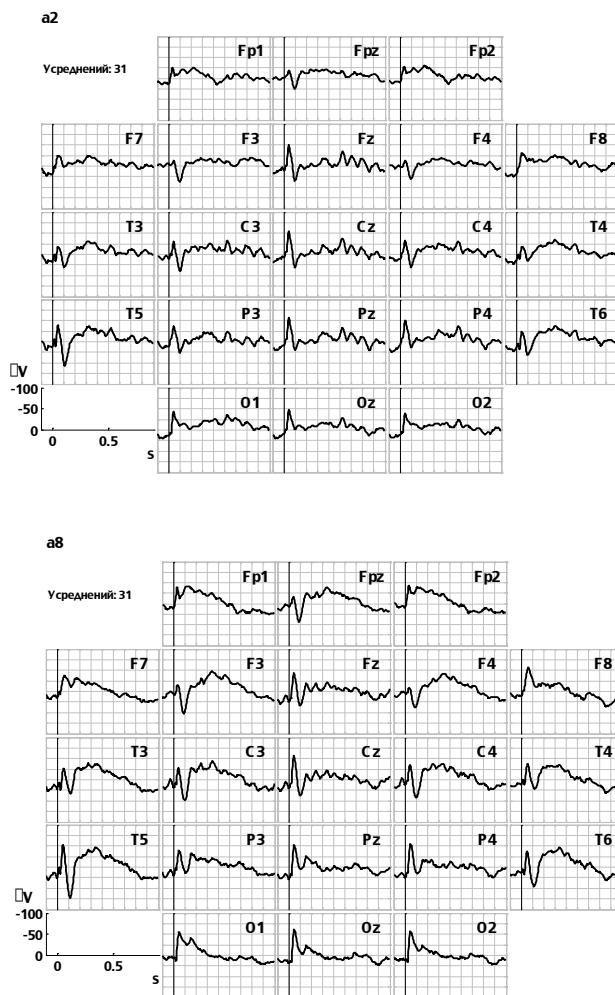 a2
Усреднений: 31
Fp1 Fpz Fp2
F7 F3 Fz F4 F8
T3 C3 Cz C4 T4
T5 P3 Pz P4 T6
V
-100
-50
0
O1 Oz O2
0 0.5
s
a8
Усреднений: 31
Fp1 Fpz Fp2
F7 F3 Fz F4 F8
T3 C3 Cz C4 T4
T5 P3 Pz P4 T6
V
-100
-50
0
O1 Oz O2
0 0.5
s